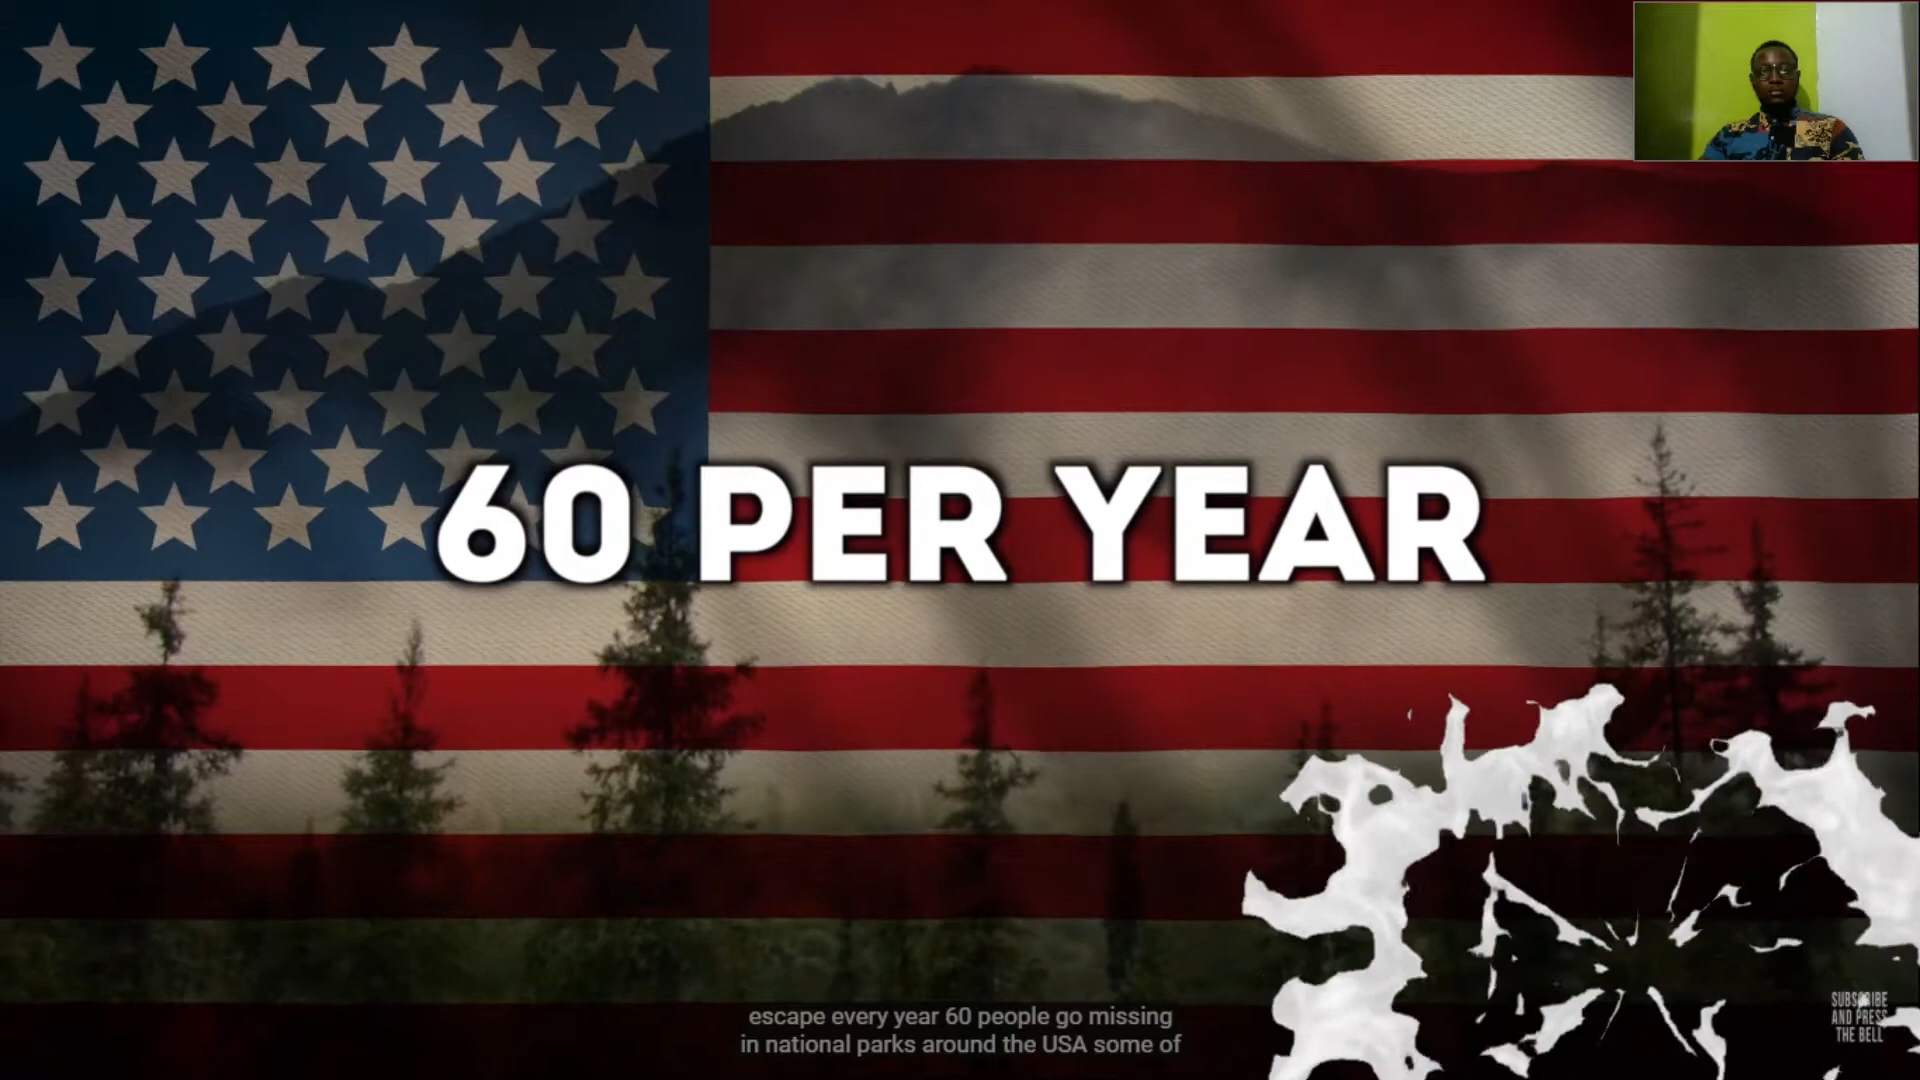 60 PER YEAR
escape every year 60 people go missing
in national parks around the USA some of
SUBSCRIBE
AND PRESS
THE BELL